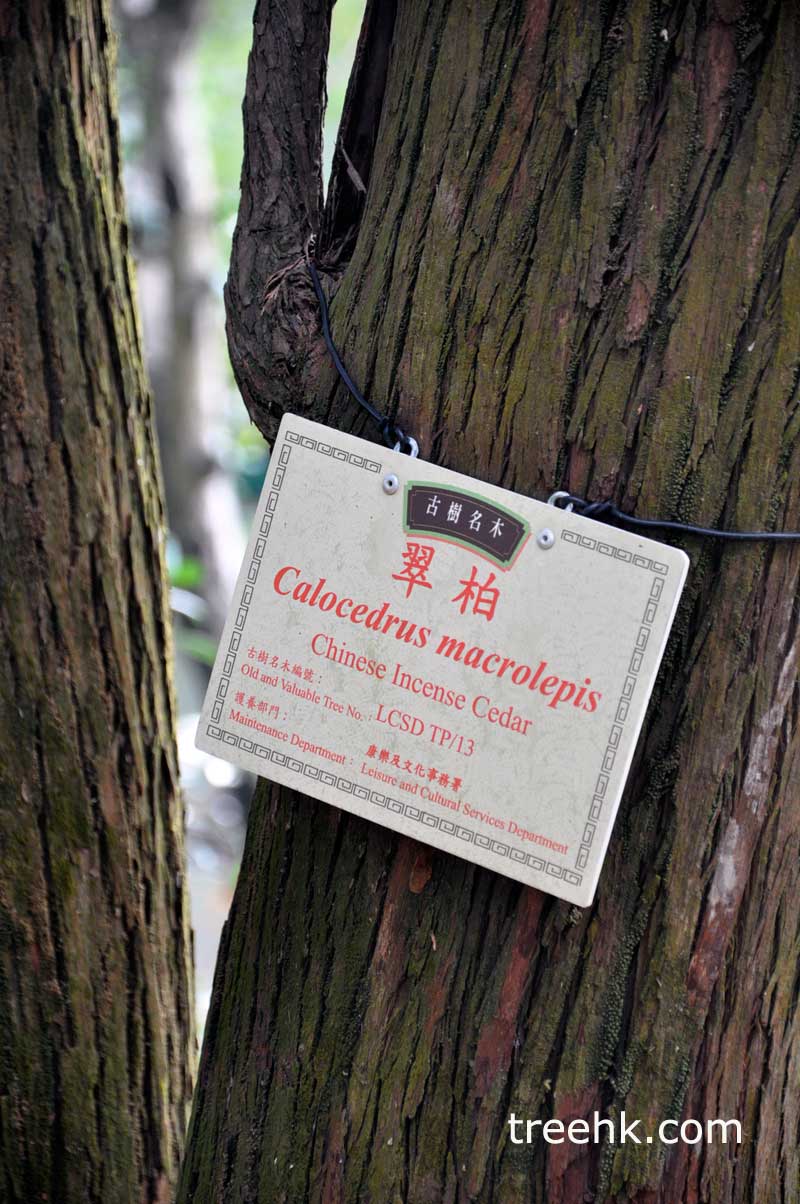 古樹名木
翠柏
Calocedrus macrolepis
Chinese Incense Cedar
古樹名木編號：
Old and Valuable Tree No.: LCSD TP/13
護養部門：
康樂及文化事務署
Maintenance Department： Leisure and Cultural Services Department
treehk.com